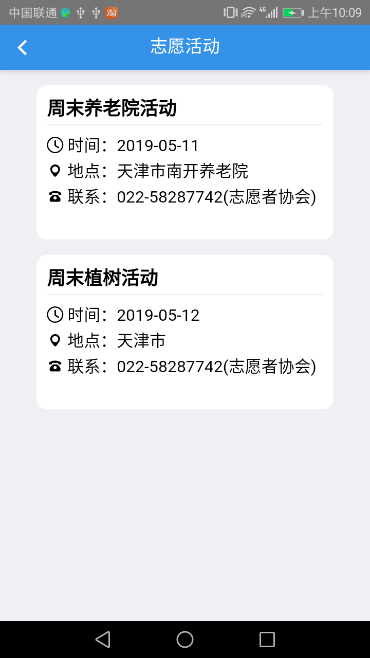 中国联通 上午10:09
志愿活动
周末养老院活动
时间：2019-05-11
地点：天津市南开养老院
联系：022-58287742(志愿者协会)
周末植树活动
时间：2019-05-12
地点：天津市
联系：022-58287742(志愿者协会)